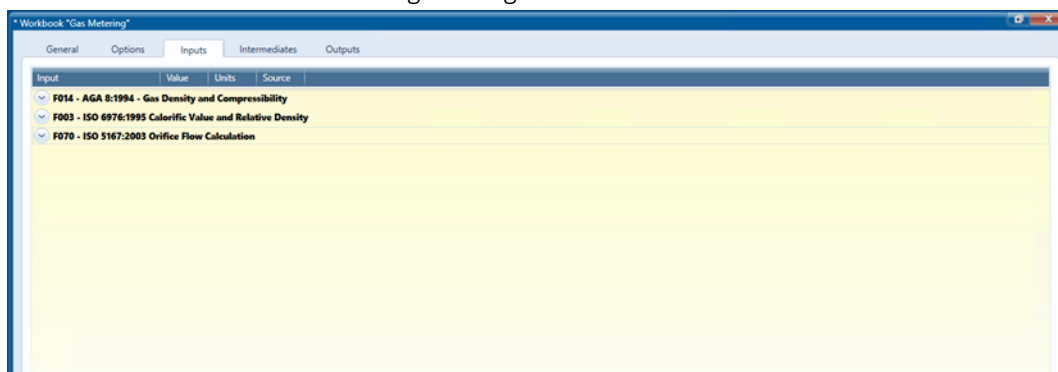 * Workbook "Gas Metering"
General Options Inputs Intermediates Outputs
Input Value Units Source
F014 - AGA 8:1994 - Gas Density and Compressibility
F003 - ISO 6976:1995 Calorific Value and Relative Density
F070 - ISO 5167:2003 Orifice Flow Calculation